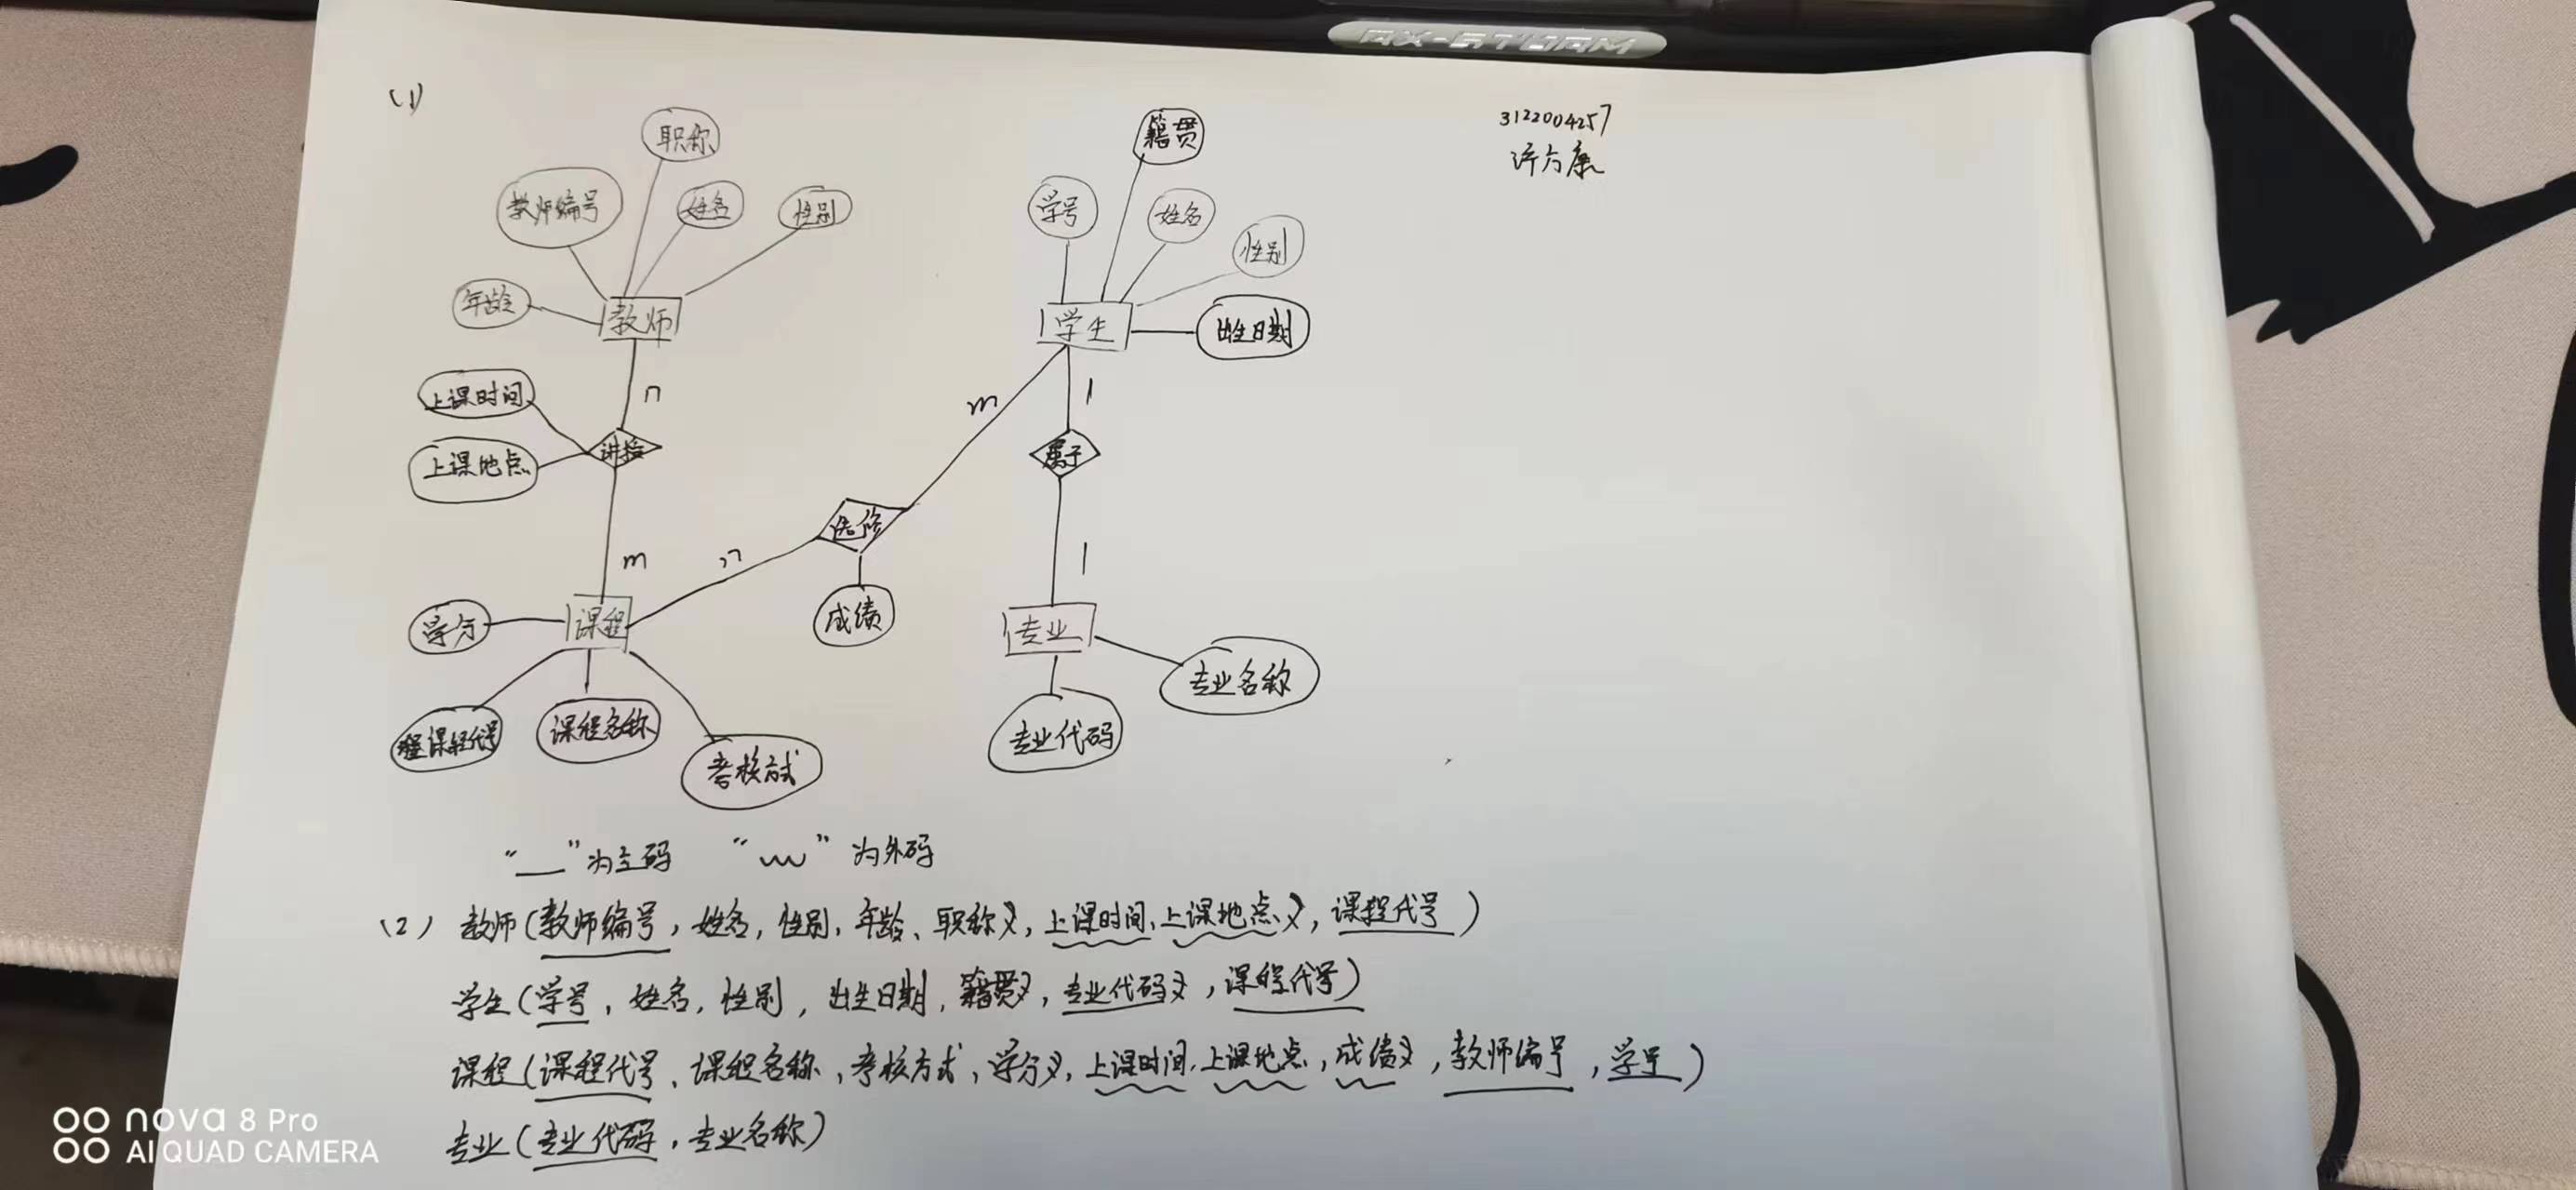 (1)
3122004257
职称
籍贯
教师编号
姓名
性别
学号
姓名
性别
年龄
教师
学生
出生日期
上课时间
n
m
1
上课地点
讲授
属于
选修
m
n
1
学分
课程
成绩
专业
专业名称
课程代号
课程名称
考核方式
专业代码
“__”为主码 “~~”为外码
(2) 教师(教师编号,姓名,性别,年龄、职称,上课时间,上课地点,课程代号)
学生(学号,姓名,性别,出生日期,籍贯,专业代码,课程代号)
课程(课程代号、课程名称,考核方式,学分,上课时间,上课地点,成绩,教师编号,学号)
专业(专业代码,专业名称)
nova 8 Pro
AI QUAD CAMERA